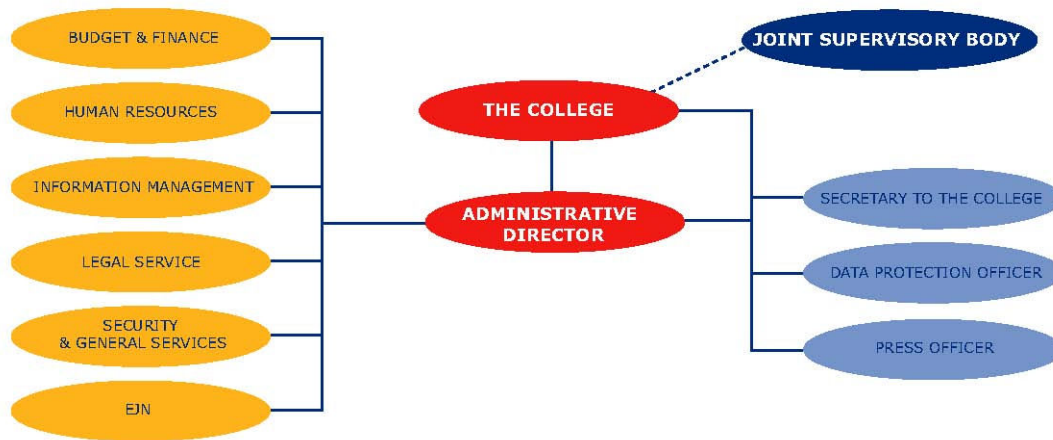 BUDGET & FINANCE
HUMAN RESOURCES
INFORMATION MANAGEMENT
LEGAL SERVICE
SECURITY
& GENERAL SERVICES
EJN
THE COLLEGE
ADMINISTRATIVE
DIRECTOR
JOINT SUPERVISORY BODY
SECRETARY TO THE COLLEGE
DATA PROTECTION OFFICER
PRESS OFFICER